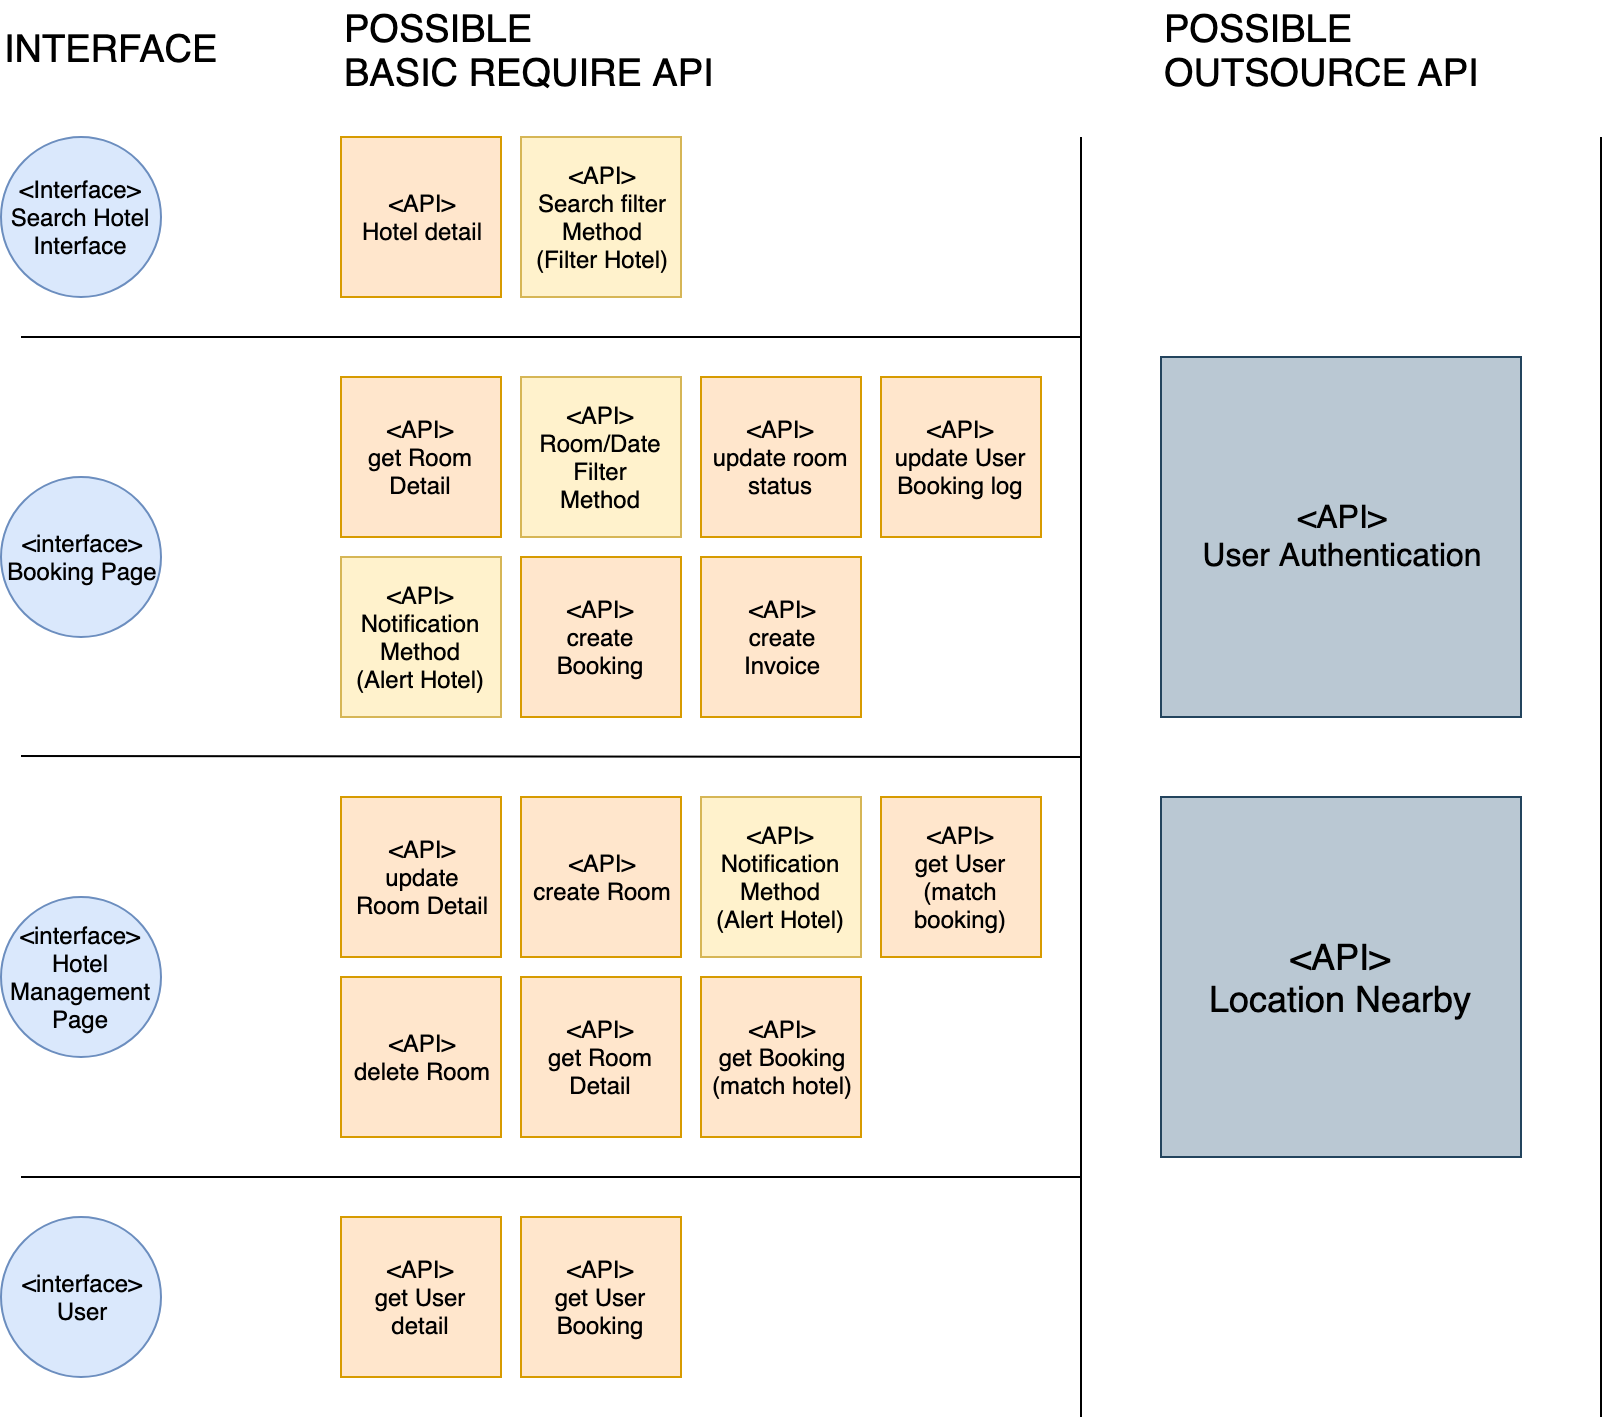 INTERFACE
POSSIBLE
BASIC REQUIRE API
POSSIBLE
OUTSOURCE API
<Interface>
Search Hotel
Interface
<API>
Hotel detail
<API>
Search filter
Method
(Filter Hotel)
<interface>
Booking Page
<API>
get Room
Detail
<API>
Room/Date
Filter
Method
<API>
update room
status
<API>
update User
Booking log
<API>
Notification
Method
(Alert Hotel)
<API>
create
Booking
<API>
create
Invoice
<API>
User Authentication
<interface>
Hotel
Management
Page
<API>
update
Room Detail
<API>
create Room
<API>
Notification
Method
(Alert Hotel)
<API>
get User
(match
booking)
<API>
delete Room
<API>
get Room
Detail
<API>
get Booking
(match hotel)
<API>
Location Nearby
<interface>
User
<API>
get User
detail
<API>
get User
Booking